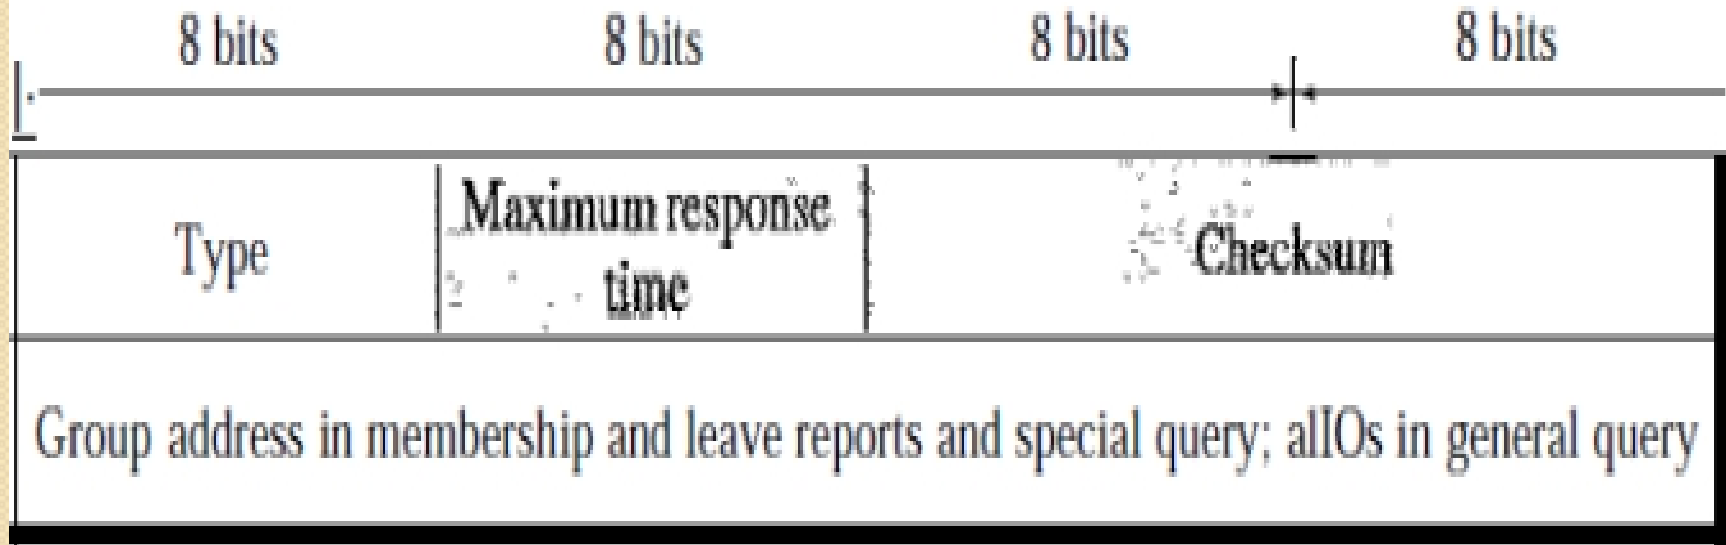 8 bits 8 bits 8 bits 8 bits
Type Maximum response
time Checksum
Group address in membership and leave reports and special query; alIOs in general query